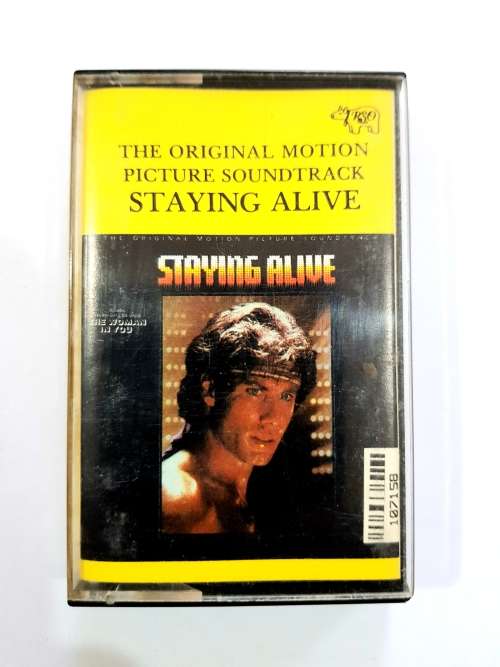 RSO
THE ORIGINAL MOTION
PICTURE SOUNDTRACK
STAYING ALIVE
THE ORIGINAL MOTION PICTURE SOUNDTRACK
STAYING ALIVE
THE WOMAN
IN YOU
107158